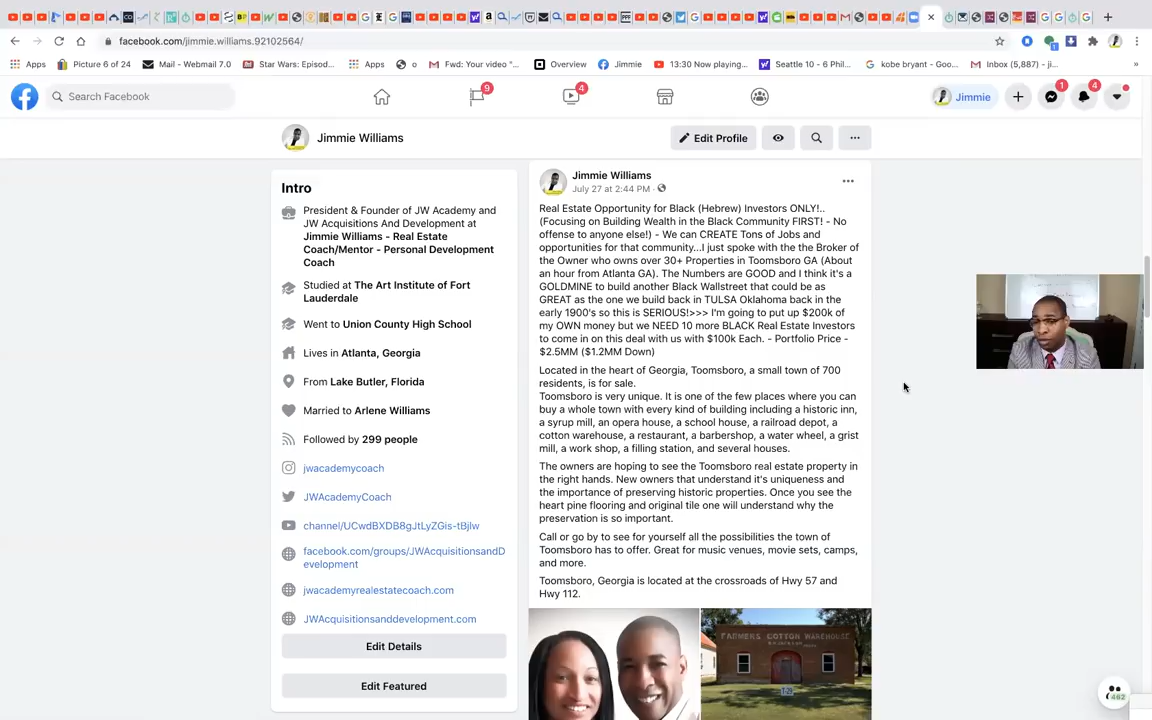 facebook.com/jimmie.williams.92102564/
Apps
Picture 6 of 24
Mail - Webmail 7.0
Star Wars: Episod...
Apps
o
Fwd: Your video "...
Overview
Jimmie
13:30 Now playing...
Seattle 10 - 6 Phil...
kobe bryant - Goo...
Inbox (5,887) - ji...
»
Search Facebook
9
4
Jimmie
1
4
Jimmie Williams
Edit Profile
Intro
President & Founder of JW Academy and
JW Acquisitions And Development at
Jimmie Williams - Real Estate
Coach/Mentor - Personal Development
Coach
Studied at The Art Institute of Fort
Lauderdale
Went to Union County High School
Lives in Atlanta, Georgia
From Lake Butler, Florida
Married to Arlene Williams
Followed by 299 people
jwacademycoach
JWAcademyCoach
channel/UCwdBXDB8gJtLyZGis-tBjlw
facebook.com/groups/JWAcquisitionsandD
evelopment
jwacademyrealestatecoach.com
JWAcquisitionsanddevelopment.com
Edit Details
Edit Featured
Jimmie Williams
July 27 at 2:44 PM ·
Real Estate Opportunity for Black (Hebrew) Investors ONLY!..
(Focusing on Building Wealth in the Black Community FIRST! - No
offense to anyone else!) - We can CREATE Tons of Jobs and
opportunities for that community...I just spoke with the the Broker of
the Owner who owns over 30+ Properties in Toomsboro GA (About
an hour from Atlanta GA). The Numbers are GOOD and I think it's a
GOLDMINE to build another Black Wallstreet that could be as
GREAT as the one we build back in TULSA Oklahoma back in the
early 1900's so this is SERIOUS!>>> I'm going to put up $200k of
my OWN money but we NEED 10 more BLACK Real Estate Investors
to come in on this deal with us with $100k Each. - Portfolio Price -
$2.5MM ($1.2MM Down)
Located in the heart of Georgia, Toomsboro, a small town of 700
residents, is for sale.
Toomsboro is very unique. It is one of the few places where you can
buy a whole town with every kind of building including a historic inn,
a syrup mill, an opera house, a school house, a railroad depot, a
cotton warehouse, a restaurant, a barbershop, a water wheel, a grist
mill, a work shop, a filling station, and several houses.
The owners are hoping to see the Toomsboro real estate property in
the right hands. New owners that understand it's uniqueness and
the importance of preserving historic properties. Once you see the
heart pine flooring and original tile one will understand why the
preservation is so important.
Call or go by to see for yourself all the possibilities the town of
Toomsboro has to offer. Great for music venues, movie sets, camps,
and more.
Toomsboro, Georgia is located at the crossroads of Hwy 57 and
Hwy 112.
FARMERS COTTON WAREHOUSE
462